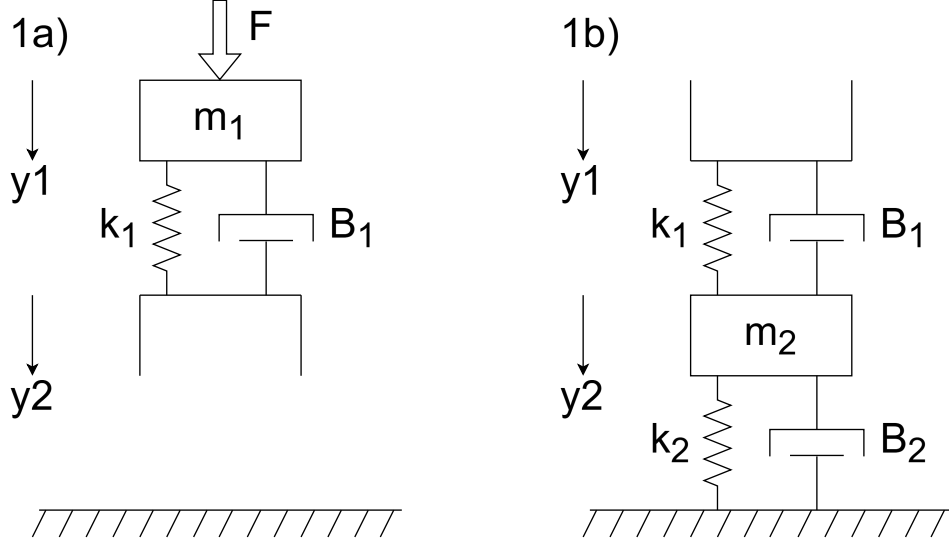 1a)
F
m₁
y1
k₁
B₁
y2
1b)
y1
k₁
B₁
m₂
y2
k₂
B₂